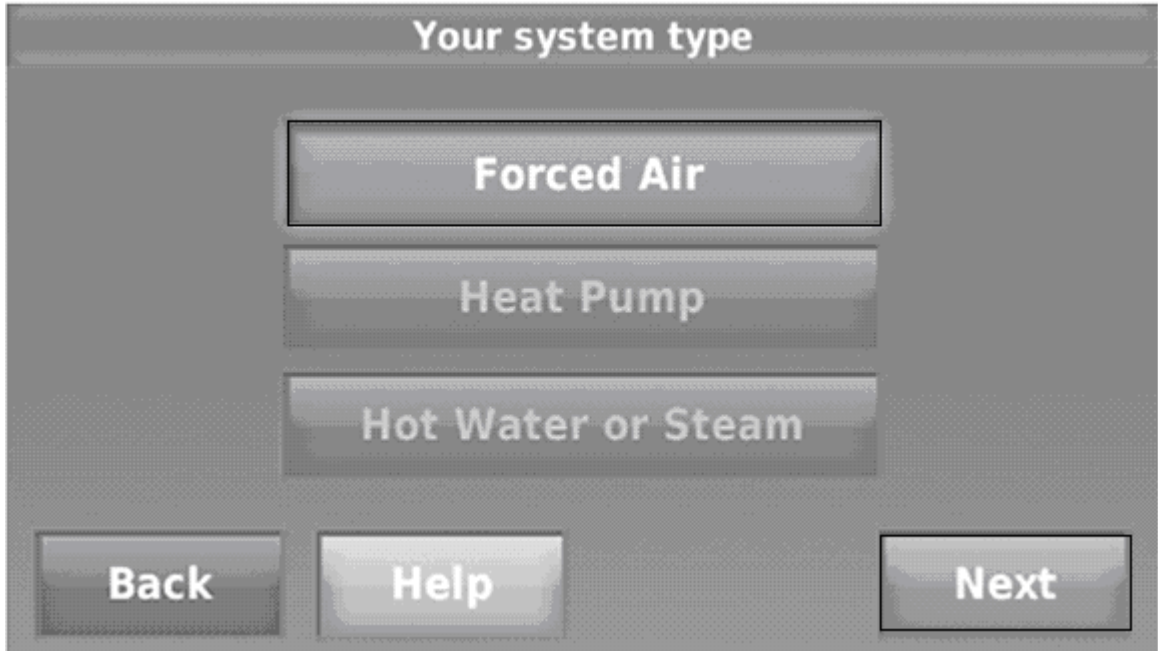 Your system type
Forced Air
Heat Pump
Hot Water or Steam
Back Help Next